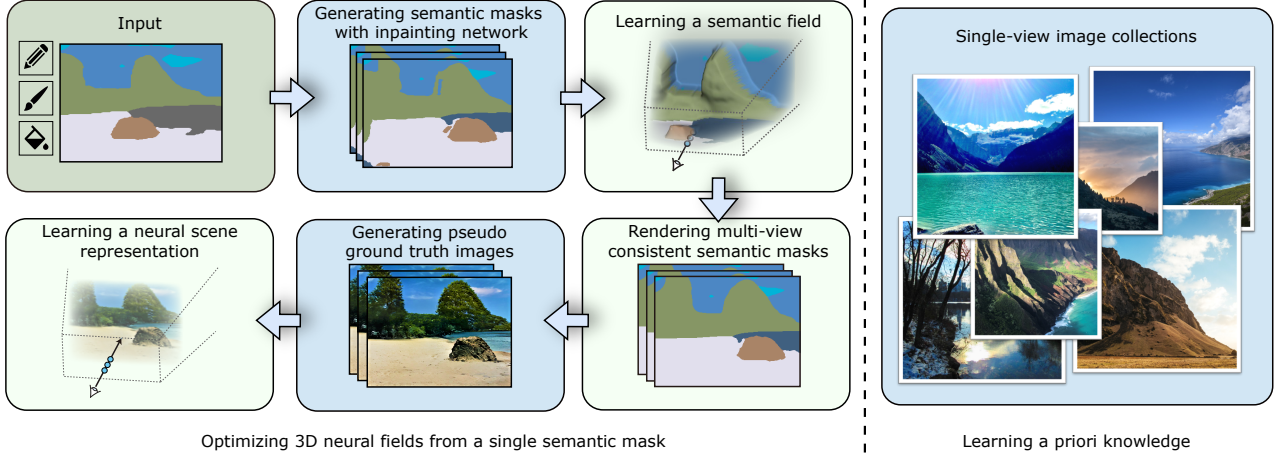 Input
Generating semantic masks
with inpainting network
Learning a semantic field
Single-view image collections
Learning a neural scene
representation
Generating pseudo
ground truth images
Rendering multi-view
consistent semantic masks
Optimizing 3D neural fields from a single semantic mask
Learning a priori knowledge